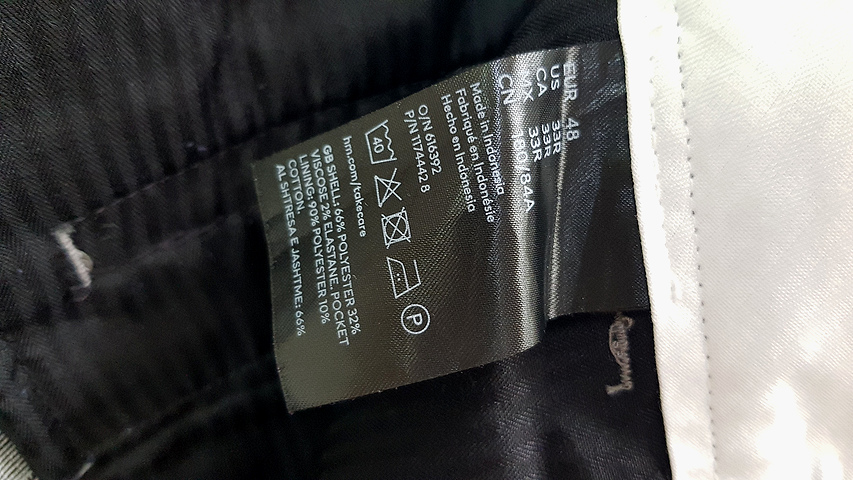 EUR 48
US 33R
CA 33R
MX 33R
CN 180/84A
Made in Indonesia
Fabriqué en Indonésie
Hecho en Indonesia
O/N 616392
P/N 1174442.8
40
P
hm.com/takecare
GB SHELL: 66% POLYESTER 32%
VISCOSE 2% ELASTANE. POCKET
LINING: 90% POLYESTER 10%
COTTON.
AL SHTRESA E JASHTME: 66%